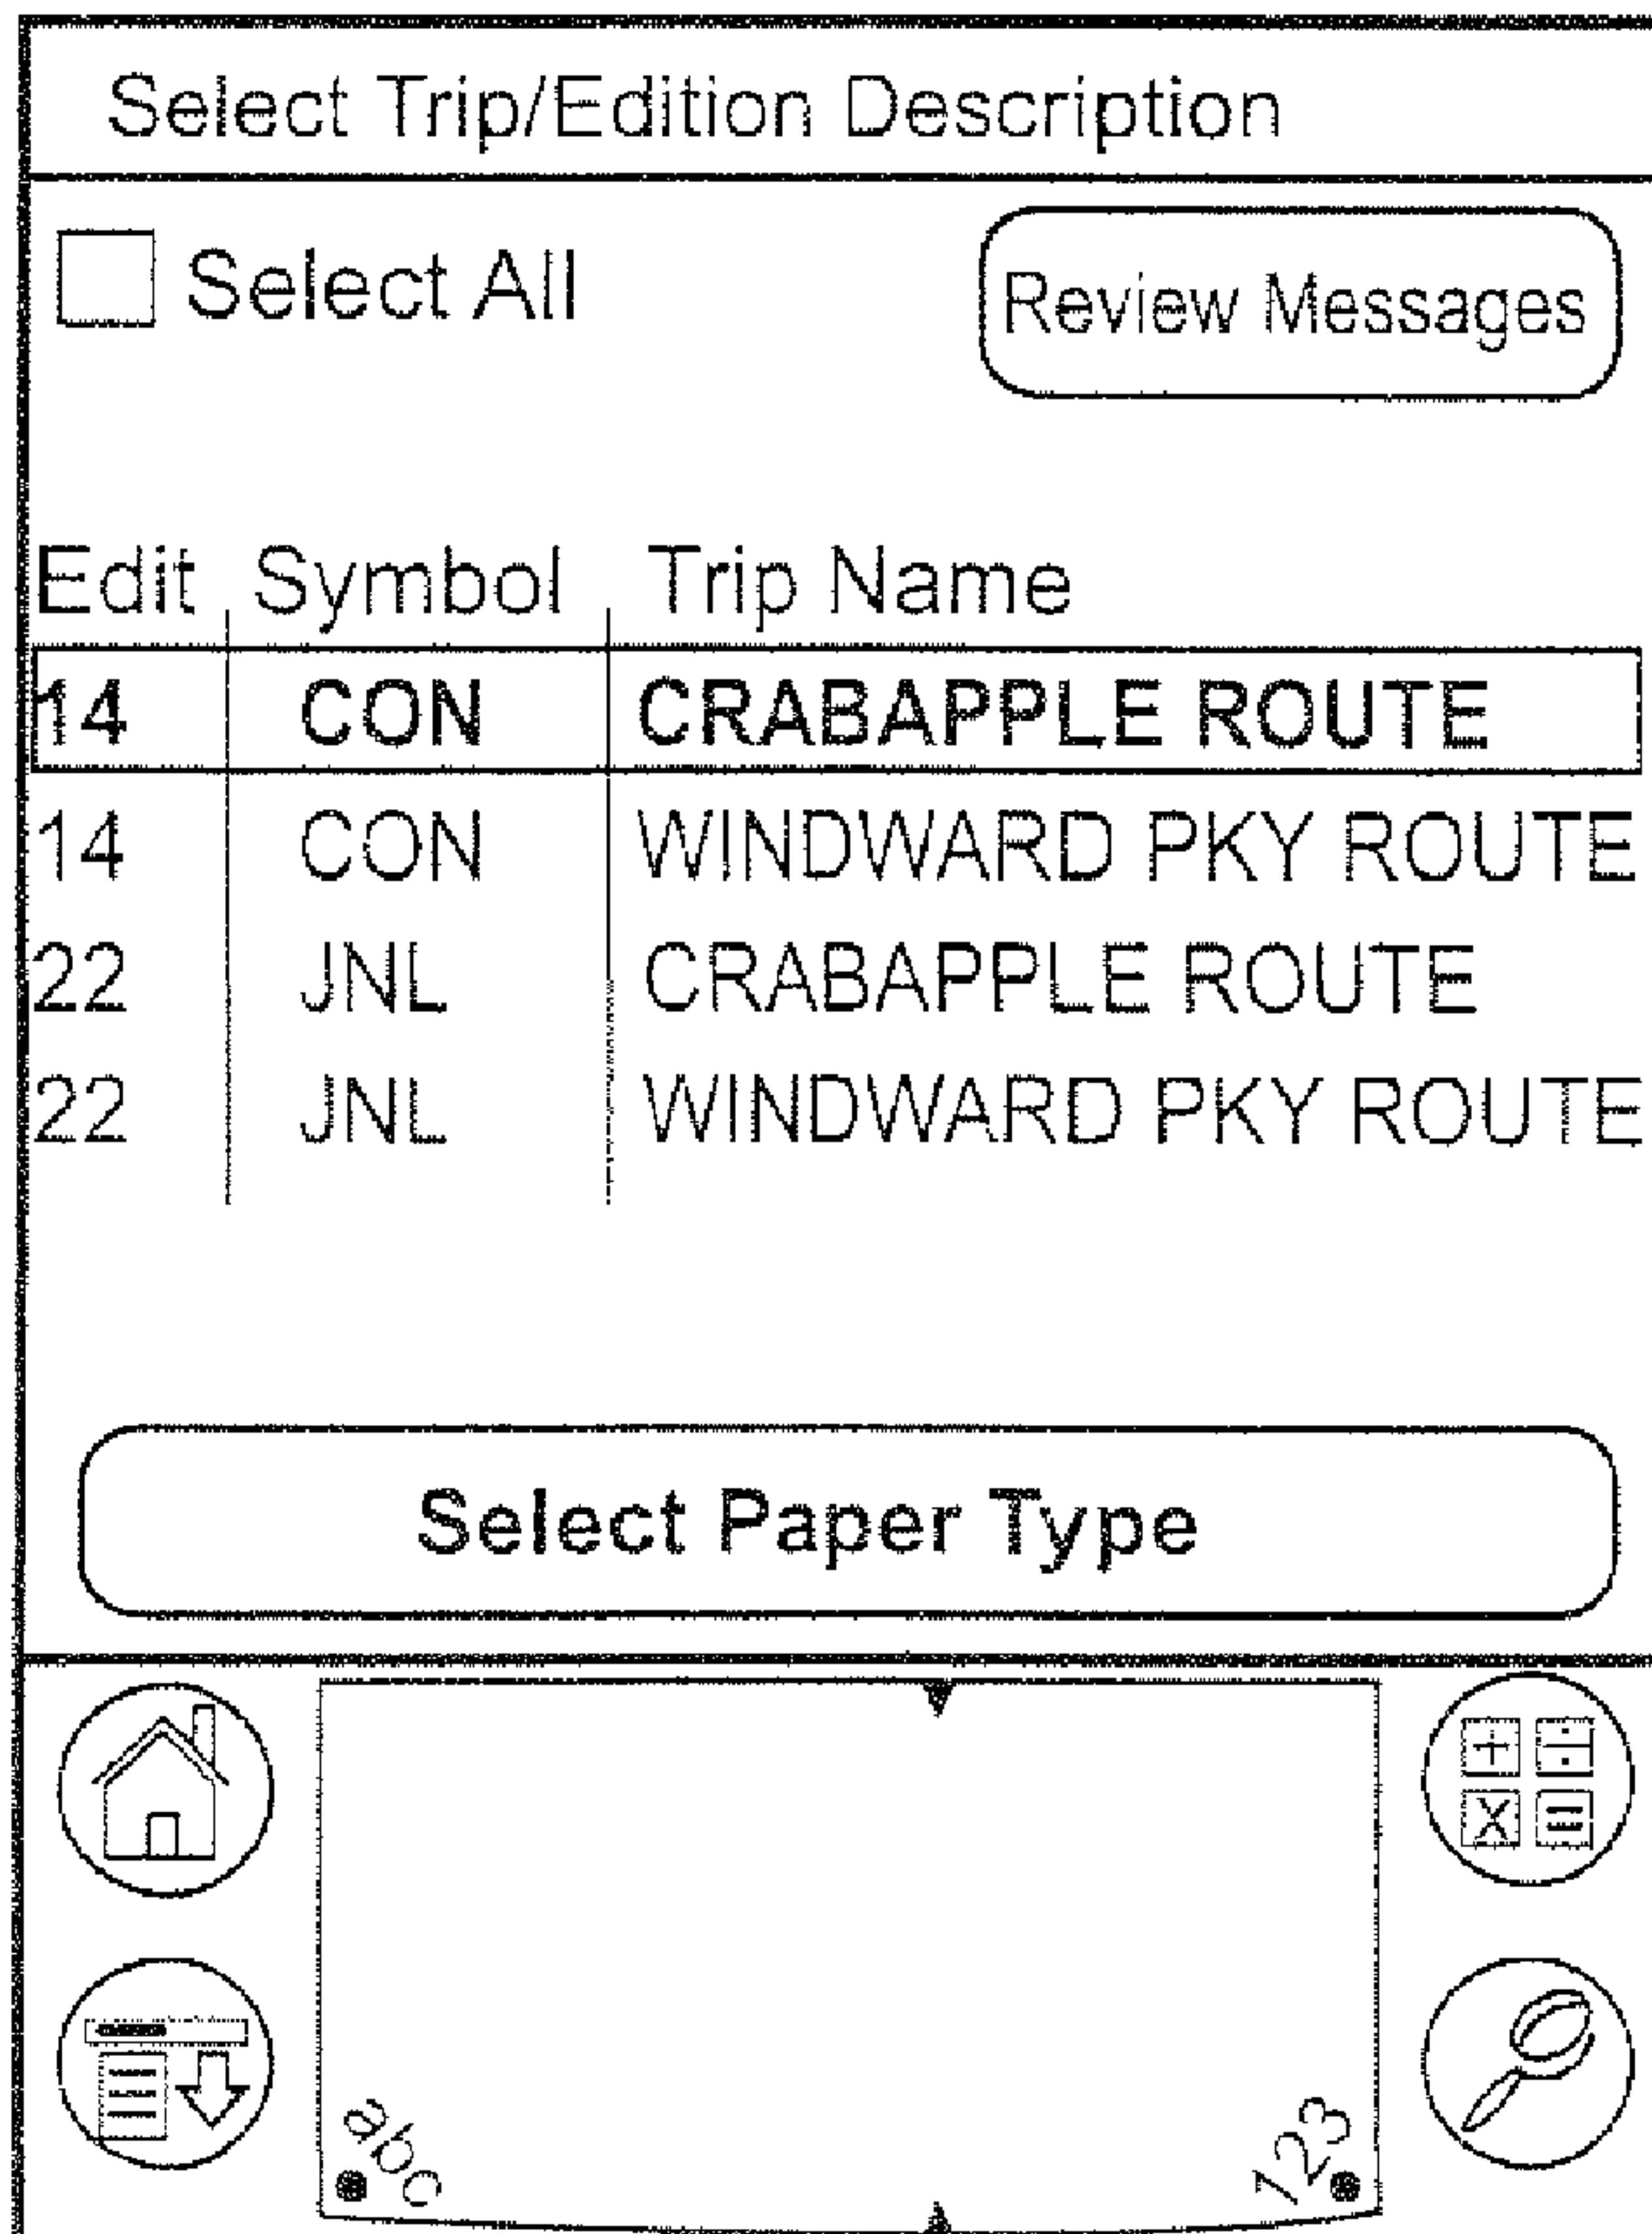 Select Trip/Edition Description
Select All
Review Messages
Edit Symbol Trip Name
14 CON CRABAPPLE ROUTE
14 CON WINDWARD PKY ROUTE
22 JNL CRABAPPLE ROUTE
22 JNL WINDWARD PKY ROUTE
Select Paper Type
+ ÷
X =
abc 123